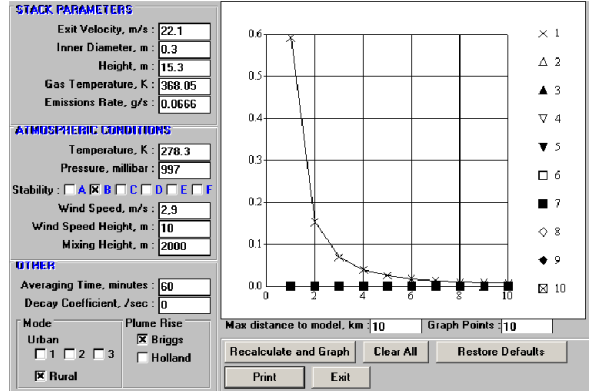 STACK PARAMETERS
Exit Velocity, m/s : 22.1
Inner Diameter, m : 0.3
Height, m : 15.3
Gas Temperature, K : 368.05
Emissions Rate, g/s : 0.0666
ATMOSPHERIC CONDITIONS
Temperature, K : 278.3
Pressure, millibar : 997
Stability : A B C D E F
Wind Speed, m/s : 2.9
Wind Speed Height, m : 10
Mixing Height, m : 2000
OTHER
Averaging Time, minutes : 60
Decay Coefficient, /sec : 0
Mode
Urban
1 2 3
Rural
Plume Rise
Briggs
Holland
0.6
0.5
0.4
0.3
0.2
0.1
0.0
0 2 4 6 8 10
1
2
3
4
5
6
7
8
9
10
Max distance to model, km : 10 Graph Points : 10
Recalculate and Graph Clear All Restore Defaults
Print Exit